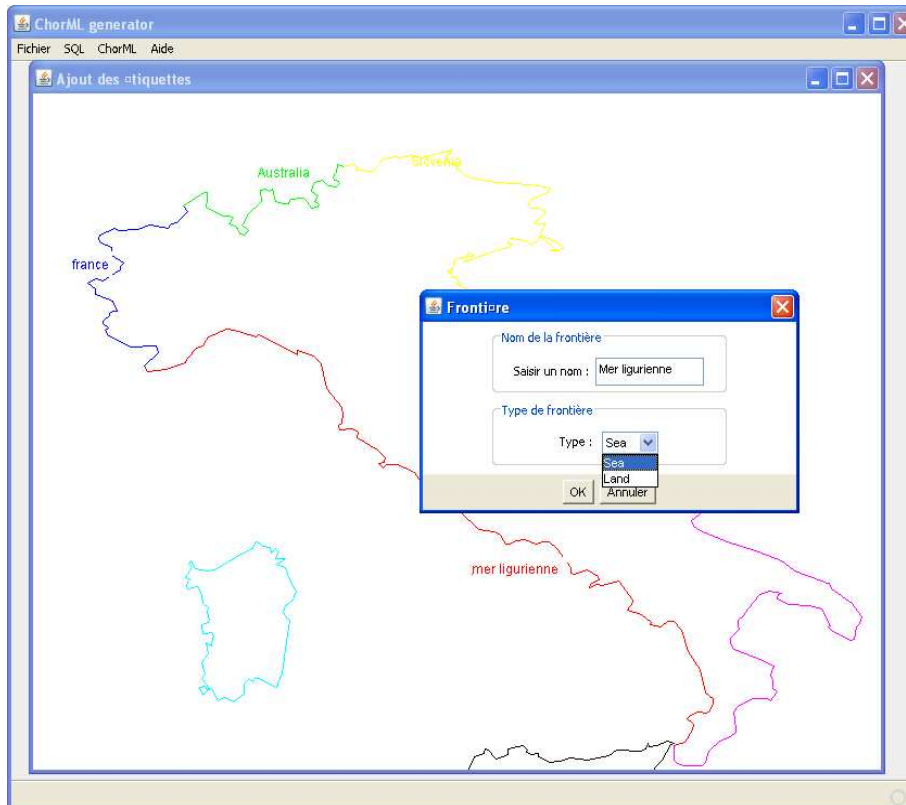 ChorML generator
Fichier SQL ChorML Aide
Ajout des ¤tiquettes
Australia
Slovenia
france
Fronti¤re
Nom de la frontière
Saisir un nom : Mer ligurienne
Type de frontière
Type : Sea
Sea
Land
OK Annuler
mer ligurienne